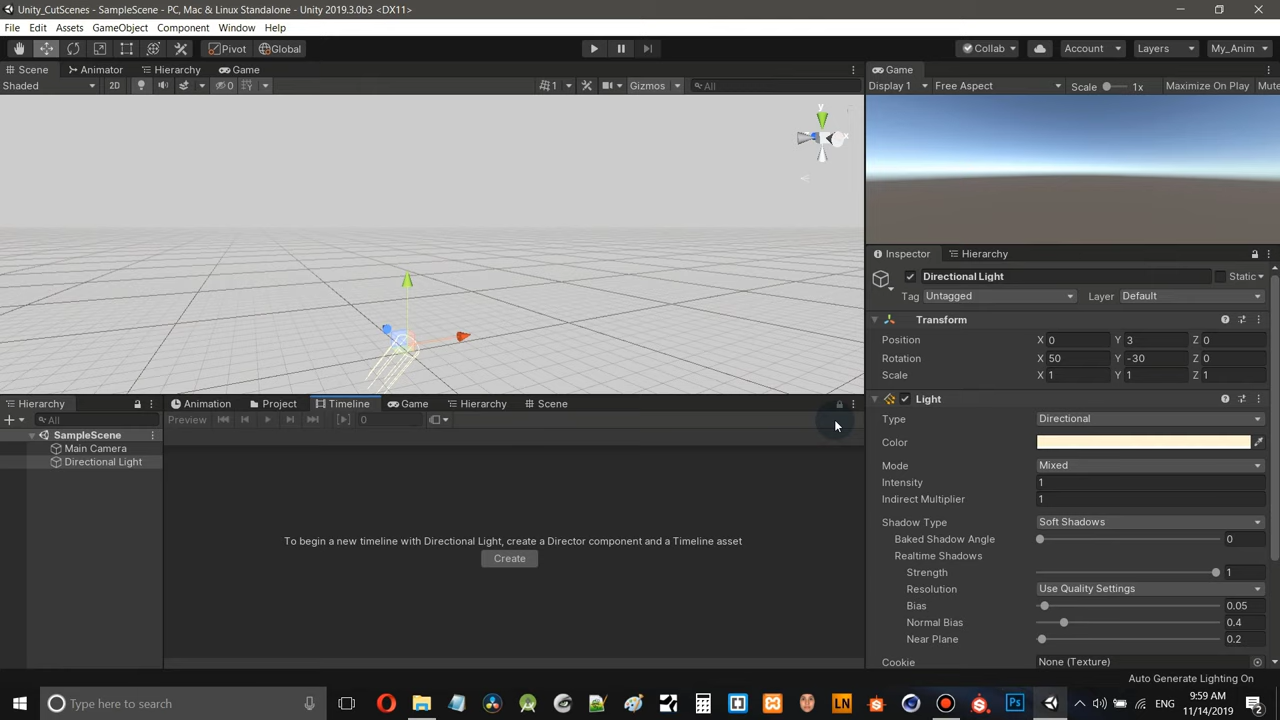 Unity_CutScenes - SampleScene - PC, Mac & Linux Standalone - Unity 2019.3.0b3 <DX11>
File Edit Assets GameObject Component Window Help
Pivot Global Collab Account Layers My_Anim
Scene Animator Hierarchy Game
Shaded 2D 0 1 Gizmos All
y
x
Game
Display 1 Free Aspect Scale 1x Maximize On Play Mute
Inspector Hierarchy
Directional Light Static
Tag Untagged Layer Default
Transform
Position X 0 Y 3 Z 0
Rotation X 50 Y -30 Z 0
Scale X 1 Y 1 Z 1
Light
Type Directional
Color
Mode Mixed
Intensity 1
Indirect Multiplier 1
Shadow Type Soft Shadows
Baked Shadow Angle 0
Realtime Shadows
Strength 1
Resolution Use Quality Settings
Bias 0.05
Normal Bias 0.4
Near Plane 0.2
Cookie None (Texture)
Auto Generate Lighting On
Hierarchy
All
SampleScene
Main Camera
Directional Light
Animation Project Timeline Game Hierarchy Scene
Preview 0
To begin a new timeline with Directional Light, create a Director component and a Timeline asset
Create
Type here to search
LN
Ps
ENG
9:59 AM
11/14/2019
2